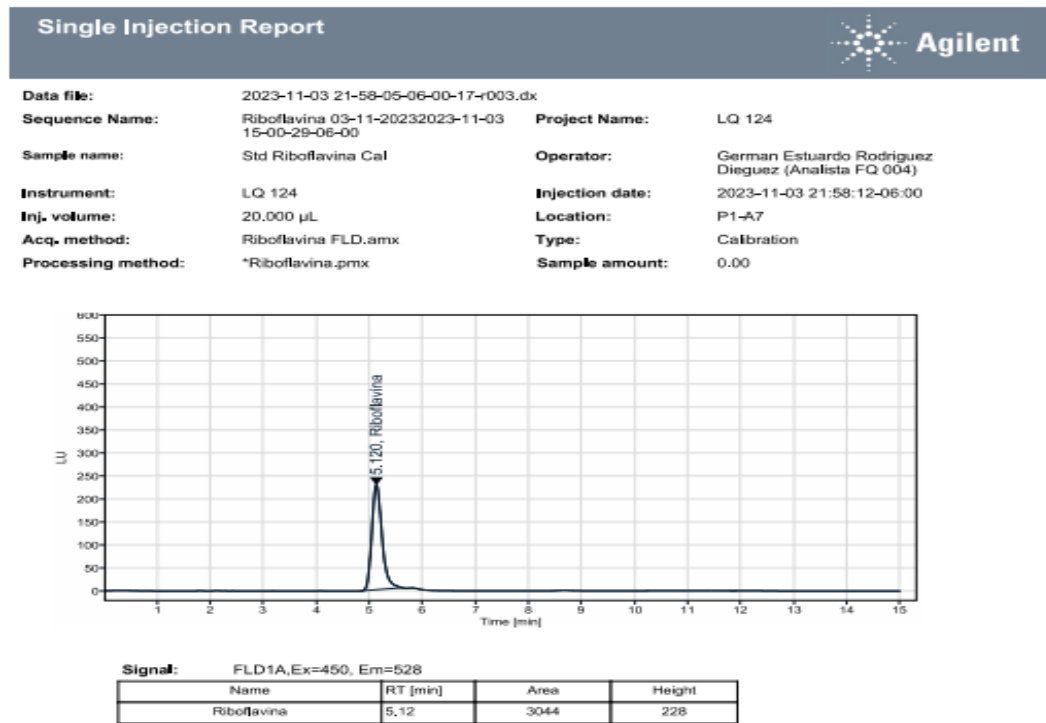 Single Injection Report
Agilent
Data file: 2023-11-03 21-58-05-06-00-17-r003.dx
Sequence Name: Riboflavina 03-11-20232023-11-03 Project Name: LQ 124
15-00-29-06-00
Sample name: Std Riboflavina Cal Operator: German Estuardo Rodriguez
Dieguez (Analista FQ 004)
Instrument: LQ 124 Injection date: 2023-11-03 21:58:12-06:00
Inj. volume: 20.000 µL Location: P1-A7
Acq. method: Riboflavina FLD.amx Type: Calibration
Processing method: *Riboflavina.pmx Sample amount: 0.00
600
550
500
450
400
350
300
250
200
150
100
50
0
LU
5.120, Riboflavina
1 2 3 4 5 6 7 8 9 10 11 12 13 14 15
Time [min]
Signal: FLD1A,Ex=450, Em=528
Name RT [min] Area Height
Riboflavina 5.12 3044 228